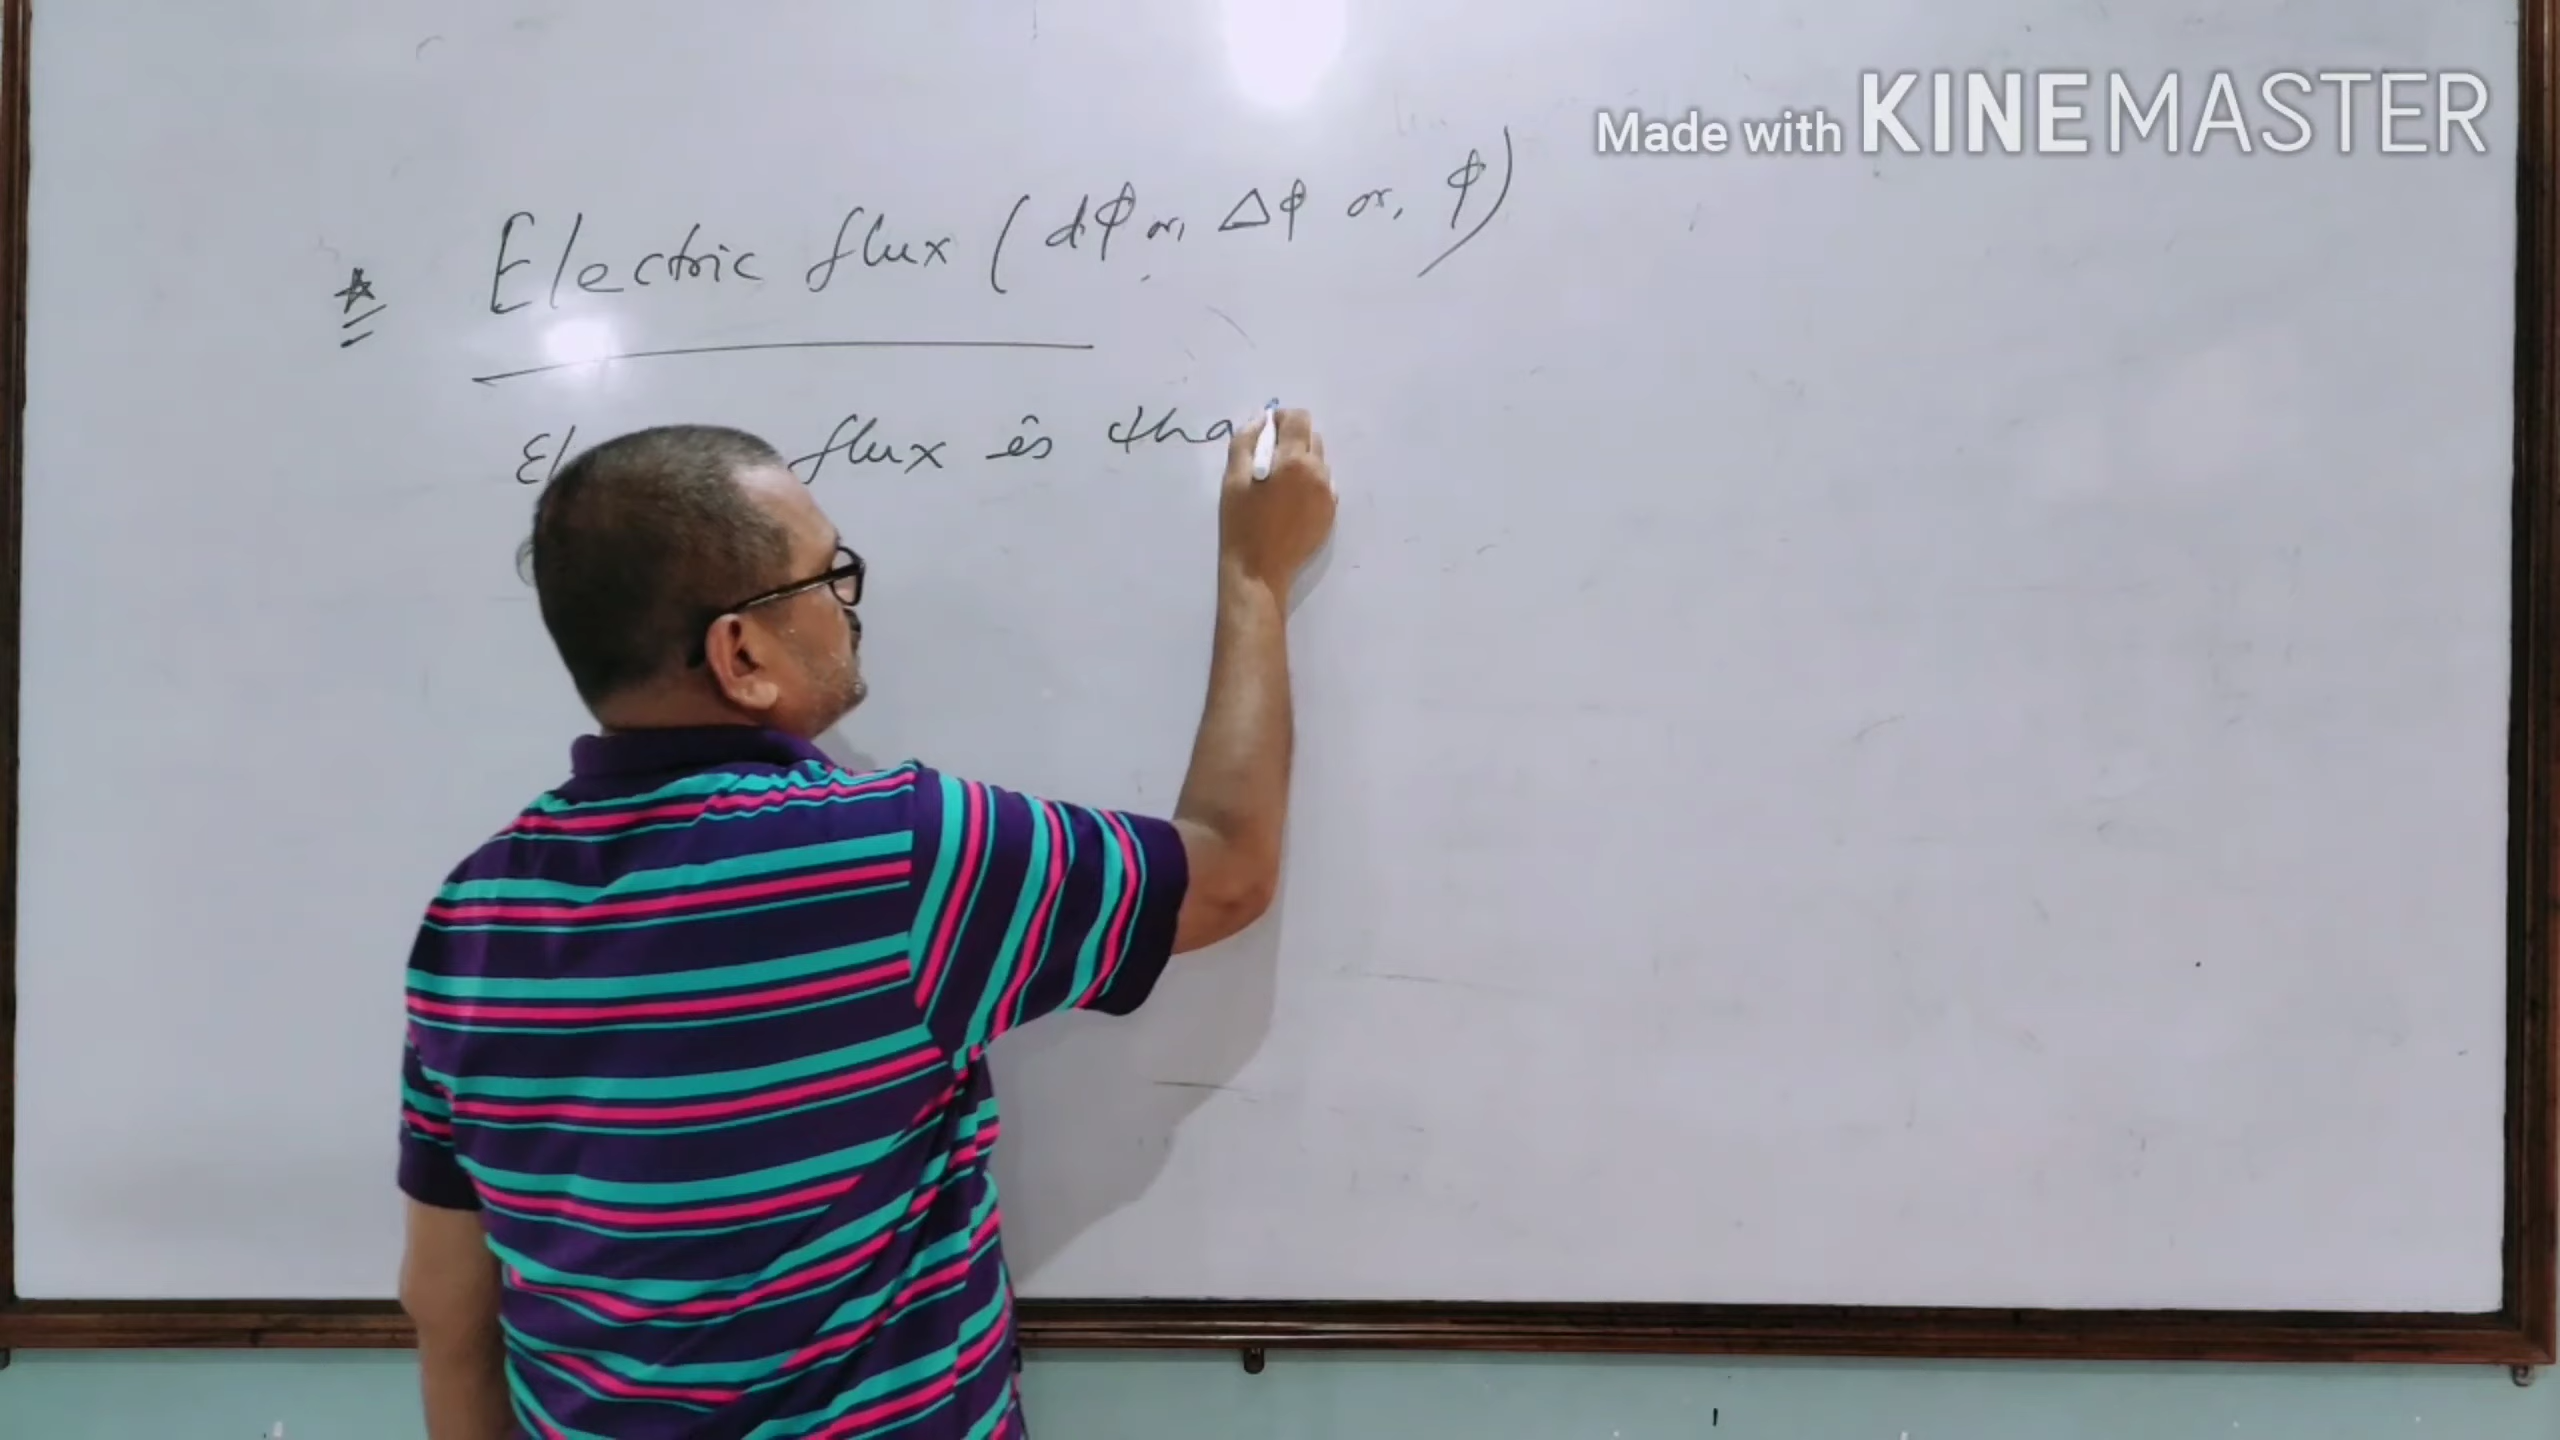 Made with KINEMASTER
* Electric flux (dφ or, Δφ or, φ)
flux is tha